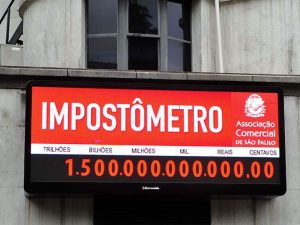 IMPOSTÔMETRO
Associação
Comercial
DE SÃO PAULO
TRILHÕES BILHÕES MILHÕES MIL REAIS CENTAVOS
1.500.000.000.000,00